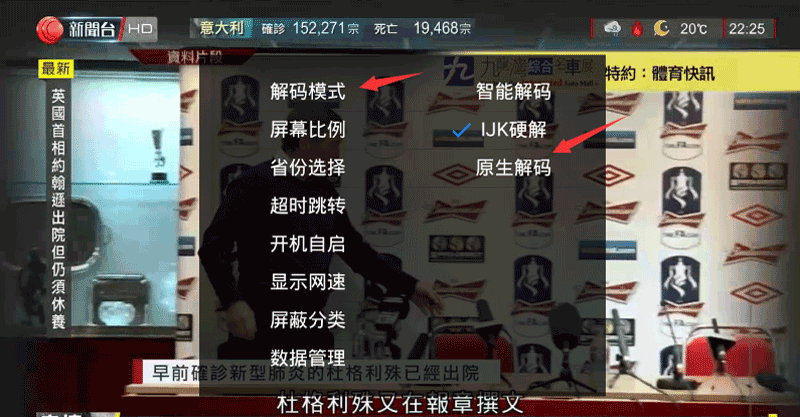 新聞台 HD
意大利 確診 152,271宗 死亡 19,468宗
20℃ 22:25
資料片段
最新
英國首相約翰遜出院但仍須休養
特約：體育快訊
解码模式
屏幕比例
省份选择
超时跳转
开机自启
显示网速
屏蔽分类
数据管理
智能解码
IJK硬解
原生解码
早前確診新型肺炎的杜格利殊已經出院
杜格利殊又在報章撰文